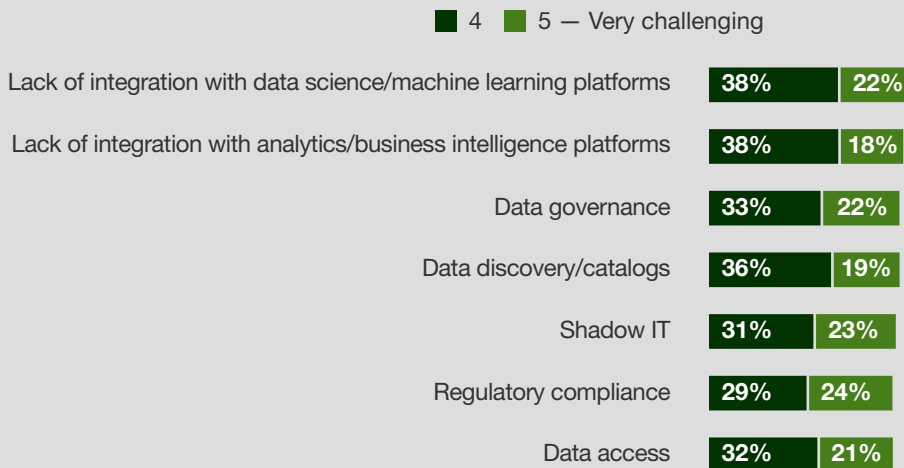 4 5 — Very challenging
Lack of integration with data science/machine learning platforms 38% 22%
Lack of integration with analytics/business intelligence platforms 38% 18%
Data governance 33% 22%
Data discovery/catalogs 36% 19%
Shadow IT 31% 23%
Regulatory compliance 29% 24%
Data access 32% 21%